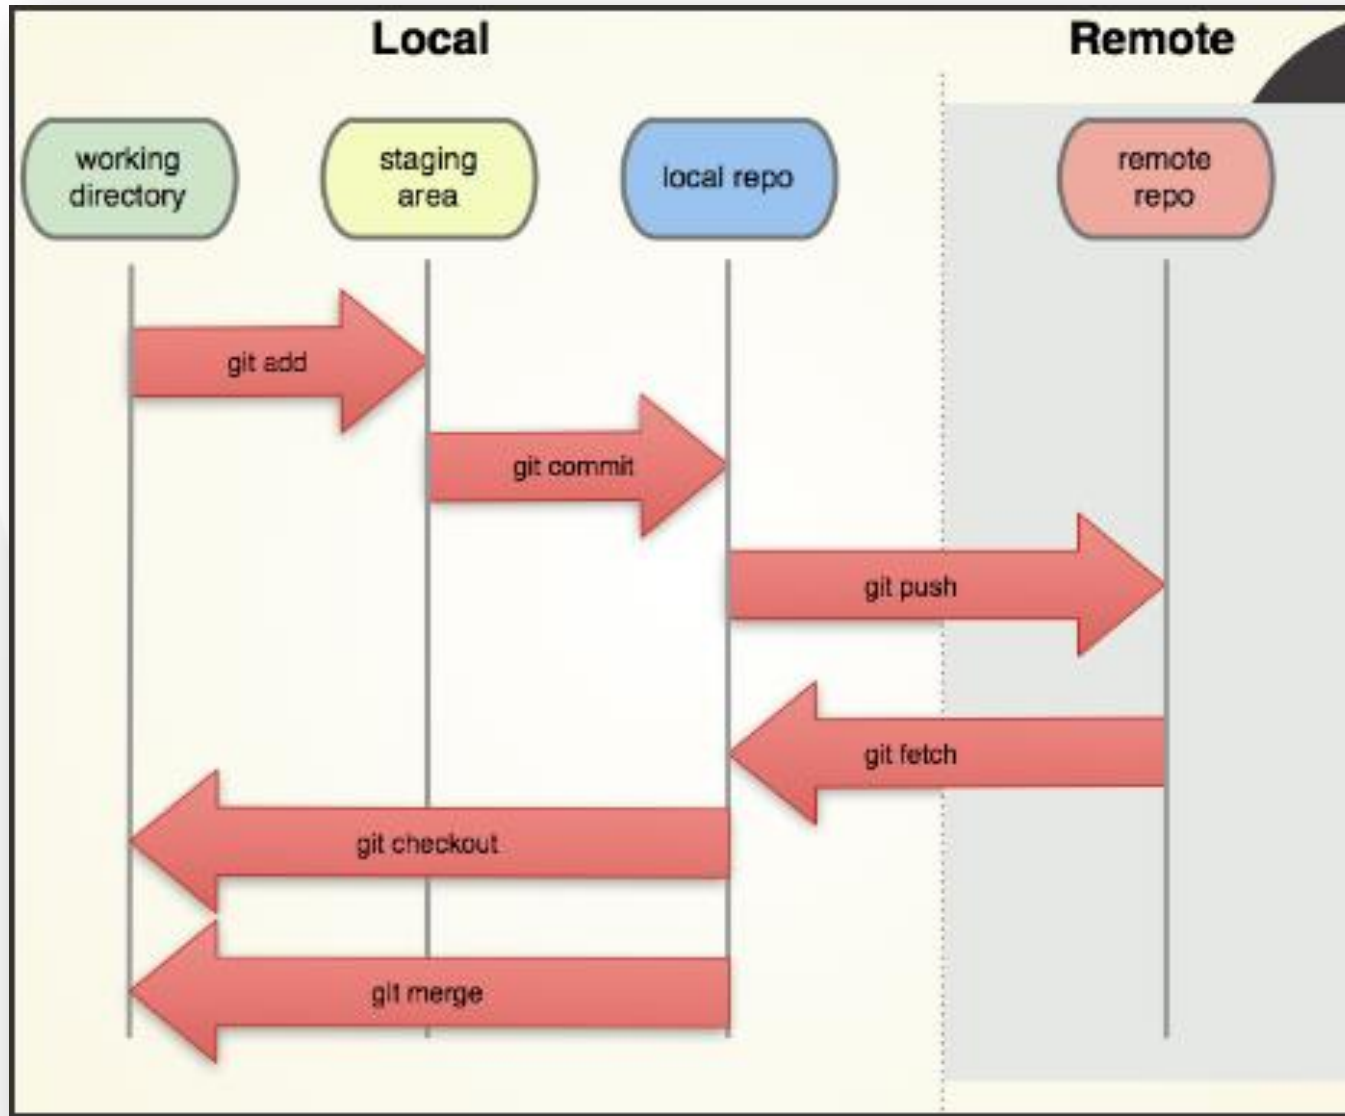 Local
Remote
working
directory
staging
area
local repo
remote
repo
git add
git commit
git push
git fetch
git checkout
git merge